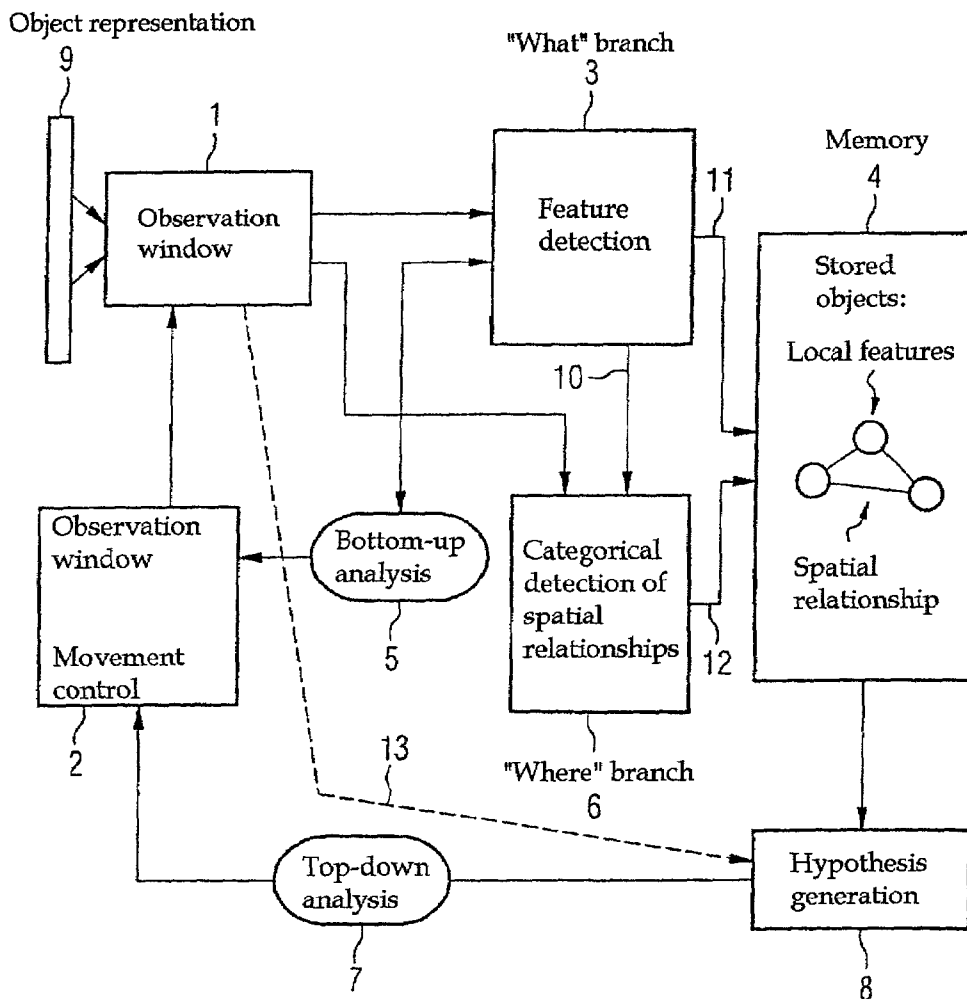 Object representation
9
"What" branch
3
1
Memory
4
11
Observation
window
Feature
detection
Stored
objects:
Local features
10
Observation
window
Bottom-up
analysis
Categorical
detection of
spatial
relationships
Spatial
relationship
12
Movement
control
5
2
13
"Where" branch
6
Top-down
analysis
Hypothesis
generation
7
8